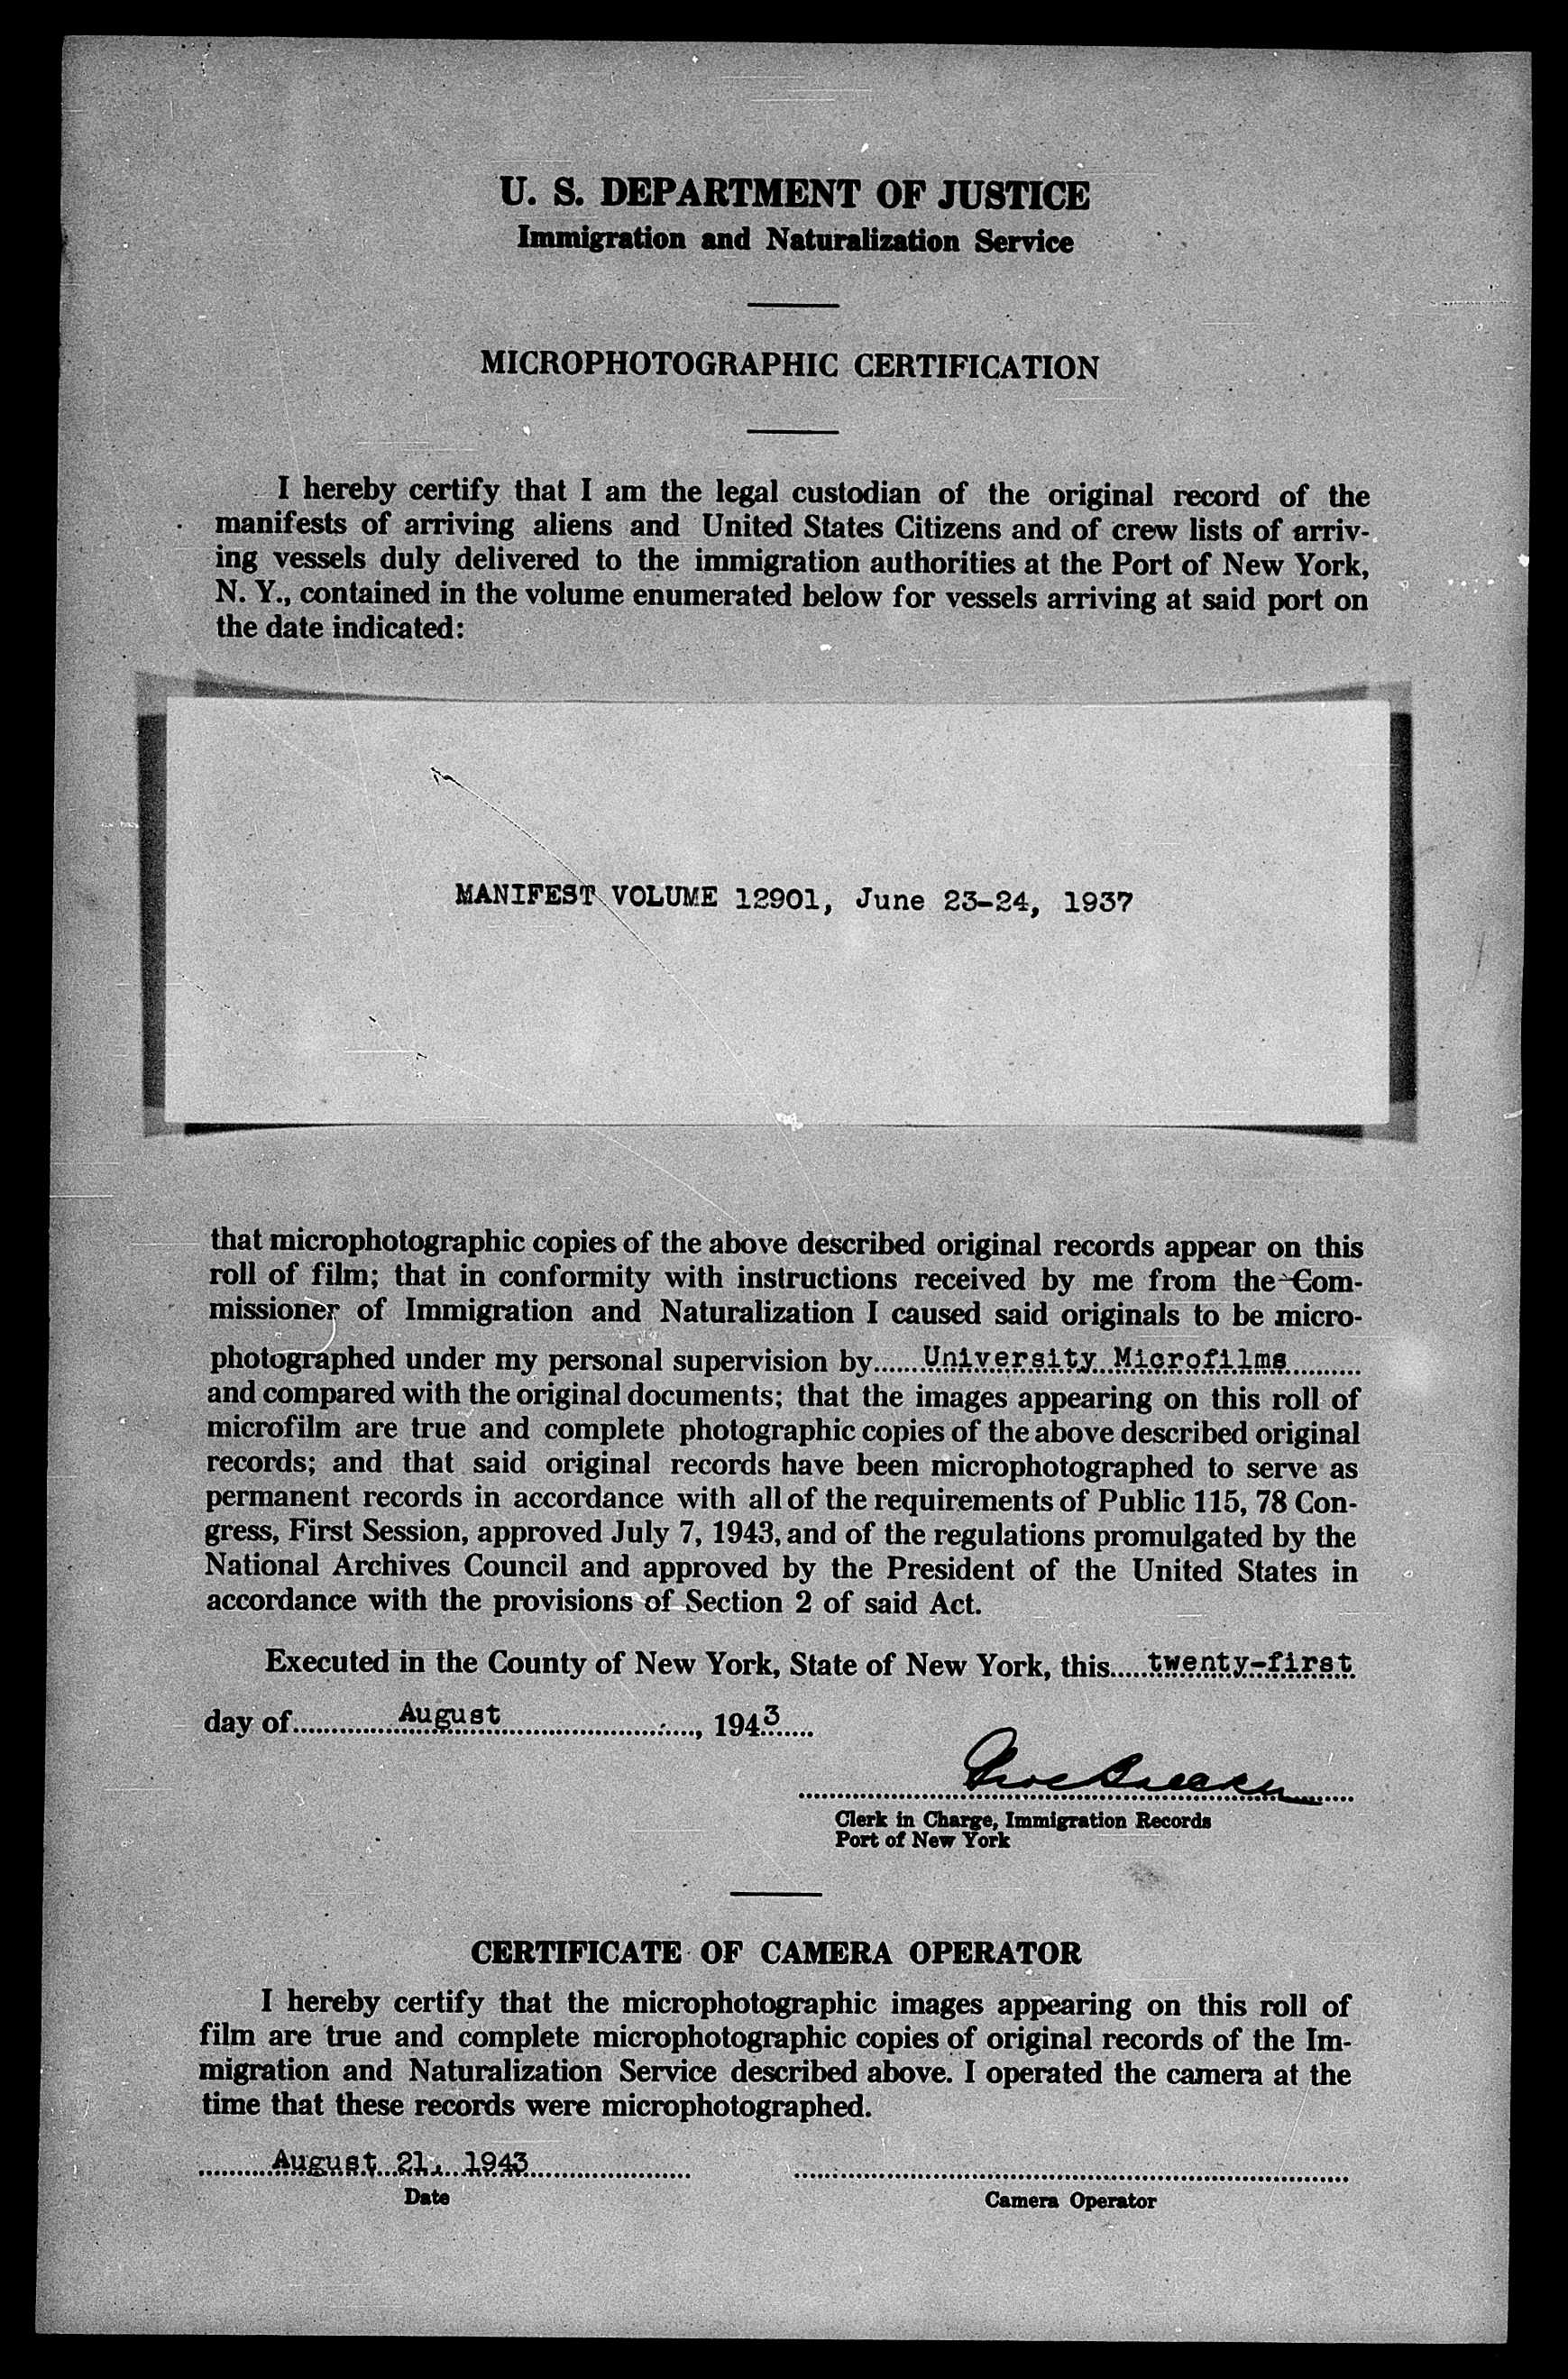 U. S. DEPARTMENT OF JUSTICE
Immigration and Naturalization Service
MICROPHOTOGRAPHIC CERTIFICATION
I hereby certify that I am the legal custodian of the original record of the
manifests of arriving aliens and United States Citizens and of crew lists of arriv-
ing vessels duly delivered to the immigration authorities at the Port of New York,
N. Y., contained in the volume enumerated below for vessels arriving at said port on
the date indicated:
MANIFEST VOLUME 12901, June 23-24, 1937
that microphotographic copies of the above described original records appear on this
roll of film; that in conformity with instructions received by me from the Com-
missioner of Immigration and Naturalization I caused said originals to be micro-
photographed under my personal supervision by University Microfilms
and compared with the original documents; that the images appearing on this roll of
microfilm are true and complete photographic copies of the above described original
records; and that said original records have been microphotographed to serve as
permanent records in accordance with all of the requirements of Public 115, 78 Con-
gress, First Session, approved July 7, 1943, and of the regulations promulgated by the
National Archives Council and approved by the President of the United States in
accordance with the provisions of Section 2 of said Act.
Executed in the County of New York, State of New York, this twenty-first
day of August, 1943
Clerk in Charge, Immigration Records
Port of New York
CERTIFICATE OF CAMERA OPERATOR
I hereby certify that the microphotographic images appearing on this roll of
film are true and complete microphotographic copies of original records of the Im-
migration and Naturalization Service described above. I operated the camera at the
time that these records were microphotographed.
August 21, 1943
Date Camera Operator